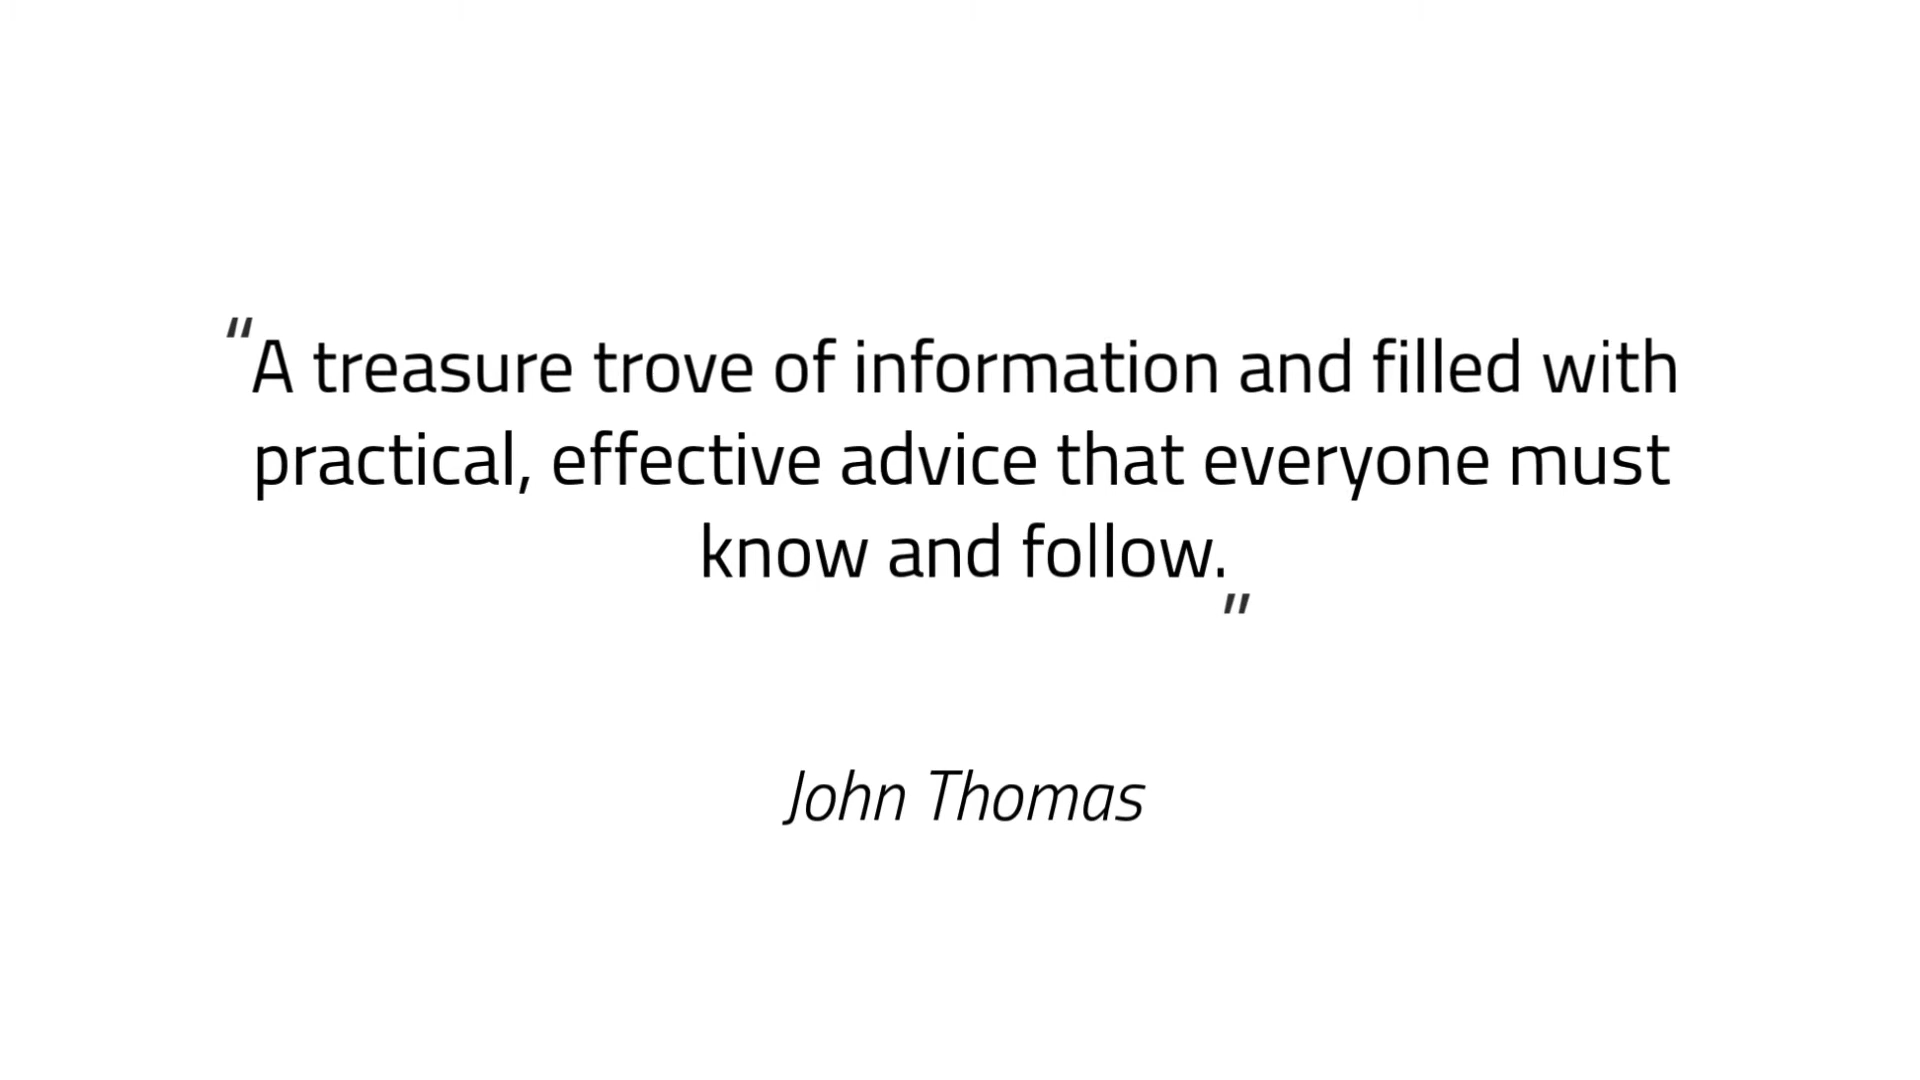 “A treasure trove of information and filled with
practical, effective advice that everyone must
know and follow.”
John Thomas